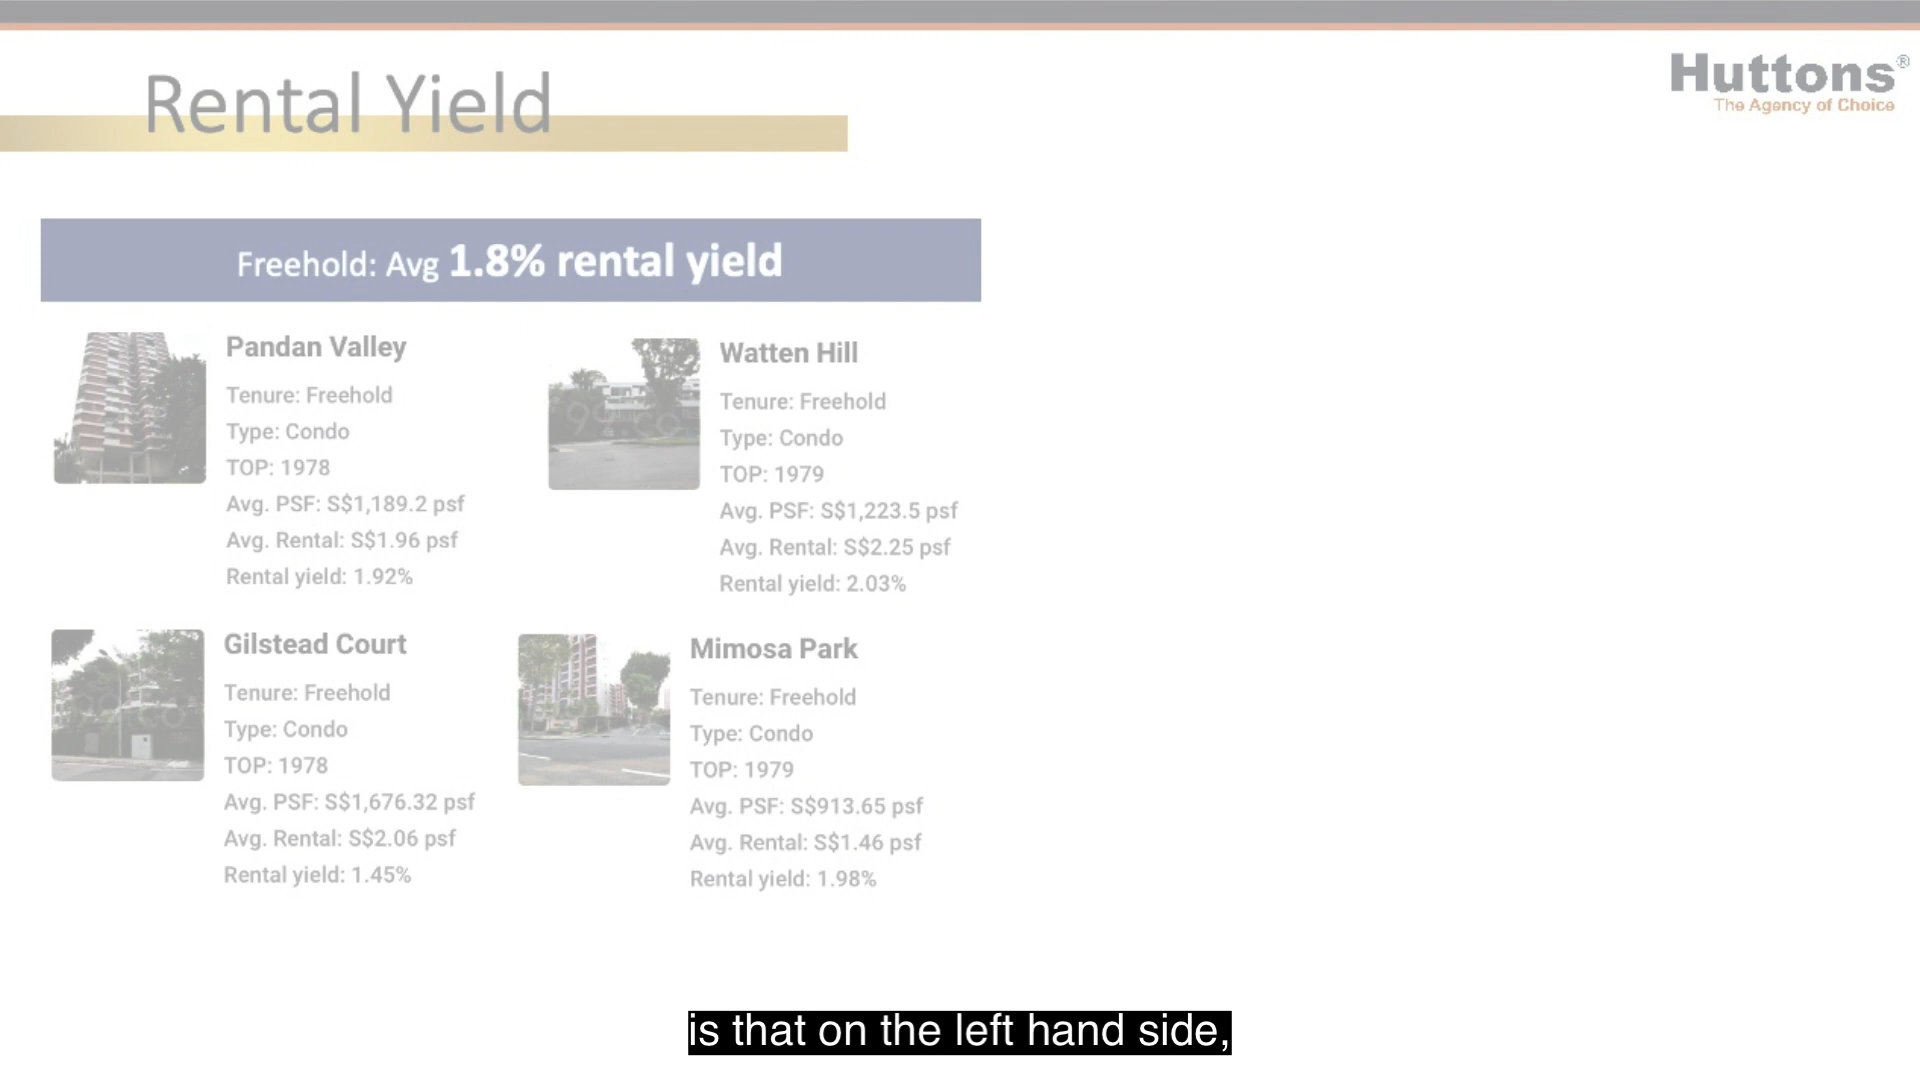 Huttons®
The Agency of Choice
Rental Yield
Freehold: Avg 1.8% rental yield
Pandan Valley
Tenure: Freehold
Type: Condo
TOP: 1978
Avg. PSF: S$1,189.2 psf
Avg. Rental: S$1.96 psf
Rental yield: 1.92%
99.co
Watten Hill
Tenure: Freehold
Type: Condo
TOP: 1979
Avg. PSF: S$1,223.5 psf
Avg. Rental: S$2.25 psf
Rental yield: 2.03%
99.co
Gilstead Court
Tenure: Freehold
Type: Condo
TOP: 1978
Avg. PSF: S$1,676.32 psf
Avg. Rental: S$2.06 psf
Rental yield: 1.45%
Mimosa Park
Tenure: Freehold
Type: Condo
TOP: 1979
Avg. PSF: S$913.65 psf
Avg. Rental: S$1.46 psf
Rental yield: 1.98%
is that on the left hand side,